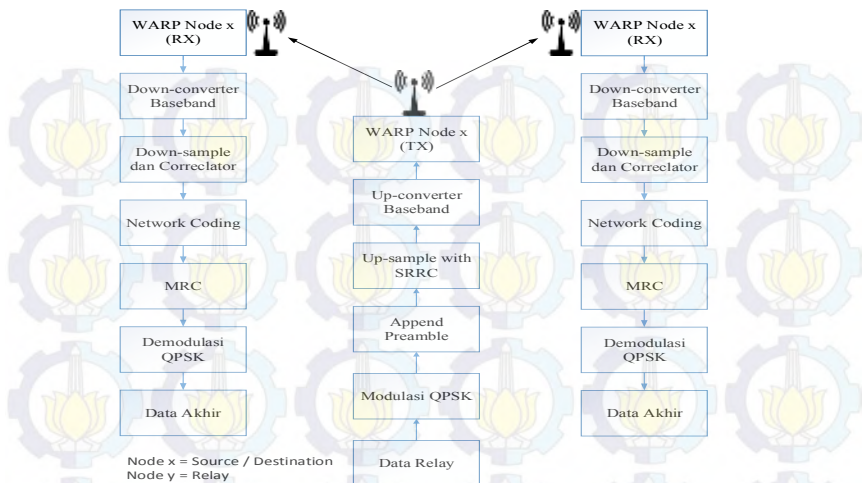 WARP Node x
(RX)
Down-converter
Baseband
Down-sample
dan Correclator
Network Coding
MRC
Demodulasi
QPSK
Data Akhir
WARP Node x
(TX)
Up-converter
Baseband
Up-sample with
SRRC
Append
Preamble
Modulasi QPSK
Data Relay
WARP Node x
(RX)
Down-converter
Baseband
Down-sample
dan Correclator
Network Coding
MRC
Demodulasi
QPSK
Data Akhir
Node x = Source / Destination
Node y = Relay